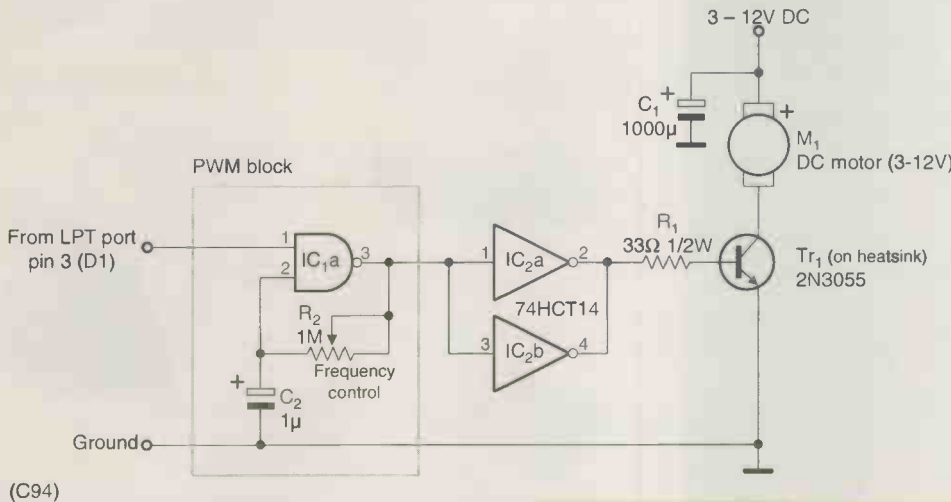 3 – 12V DC
C1
1000µ
M1
DC motor (3-12V)
PWM block
From LPT port
pin 3 (D1)
1
2
3
IC1a
R2
1M
Frequency
control
C2
1µ
Ground
1
IC2a
2
74HCT14
3
IC2b
4
R1
33Ω 1/2W
Tr1 (on heatsink)
2N3055
+
+
+
(C94)